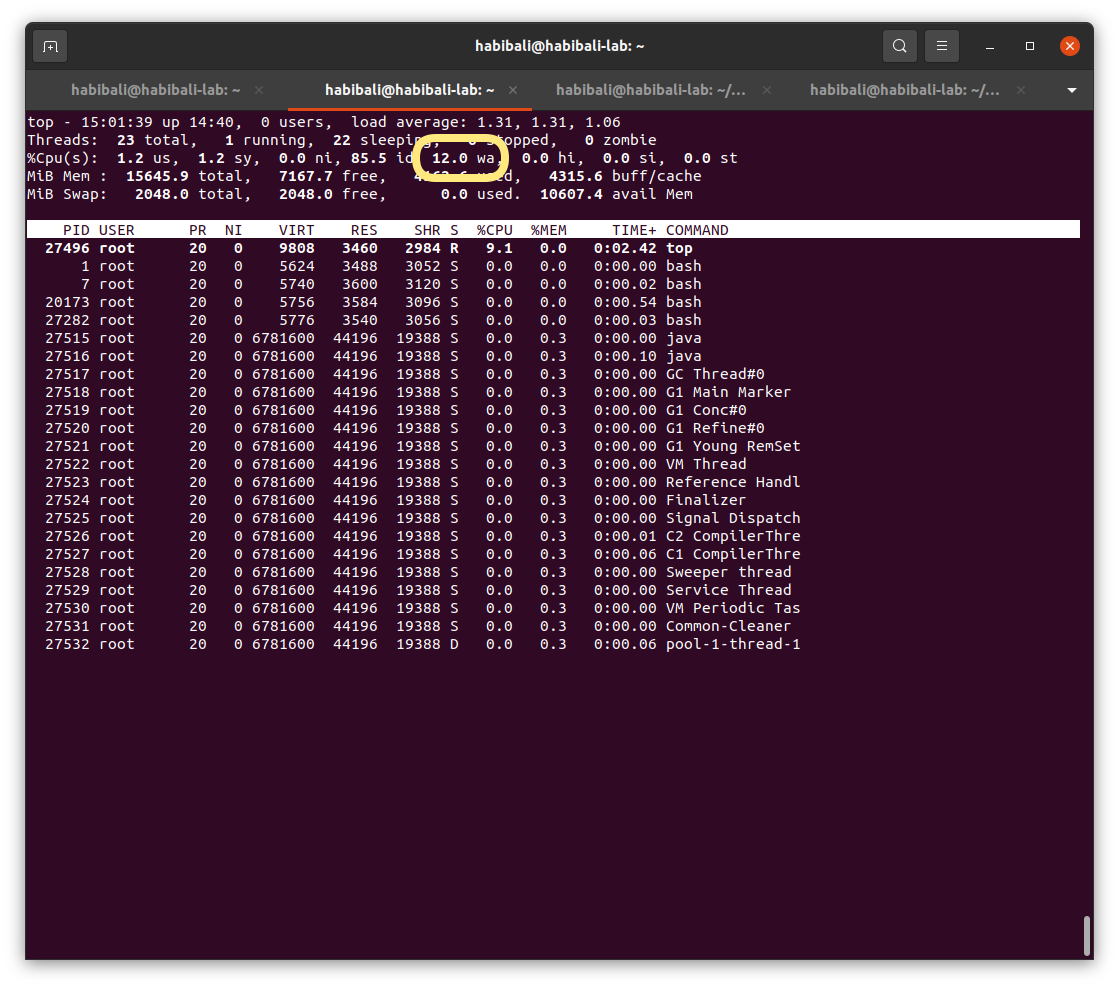 habibali@habibali-lab: ~
habibali@habibali-lab: ~ habibali@habibali-lab: ~ habibali@habibali-lab: ~/... habibali@habibali-lab: ~/...
top - 15:01:39 up 14:40,  0 users,  load average: 1.31, 1.31, 1.06
Threads:  23 total,   1 running,  22 sleeping,   0 stopped,   0 zombie
%Cpu(s):  1.2 us,  1.2 sy,  0.0 ni, 85.5 id, 12.0 wa,  0.0 hi,  0.0 si,  0.0 st
MiB Mem :  15645.9 total,   7167.7 free,   used,   4315.6 buff/cache
MiB Swap:   2048.0 total,   2048.0 free,      0.0 used.  10607.4 avail Mem
PID USER      PR  NI    VIRT    RES    SHR S  %CPU  %MEM     TIME+ COMMAND
27496 root      20   0    9808   3460   2984 R   9.1   0.0   0:02.42 top
1 root      20   0    5624   3488   3052 S   0.0   0.0   0:00.00 bash
7 root      20   0    5740   3600   3120 S   0.0   0.0   0:00.02 bash
20173 root      20   0    5756   3584   3096 S   0.0   0.0   0:00.54 bash
27282 root      20   0    5776   3540   3056 S   0.0   0.0   0:00.03 bash
27515 root      20   0 6781600  44196  19388 S   0.0   0.3   0:00.00 java
27516 root      20   0 6781600  44196  19388 S   0.0   0.3   0:00.10 java
27517 root      20   0 6781600  44196  19388 S   0.0   0.3   0:00.00 GC Thread#0
27518 root      20   0 6781600  44196  19388 S   0.0   0.3   0:00.00 G1 Main Marker
27519 root      20   0 6781600  44196  19388 S   0.0   0.3   0:00.00 G1 Conc#0
27520 root      20   0 6781600  44196  19388 S   0.0   0.3   0:00.00 G1 Refine#0
27521 root      20   0 6781600  44196  19388 S   0.0   0.3   0:00.00 G1 Young RemSet
27522 root      20   0 6781600  44196  19388 S   0.0   0.3   0:00.00 VM Thread
27523 root      20   0 6781600  44196  19388 S   0.0   0.3   0:00.00 Reference Handl
27524 root      20   0 6781600  44196  19388 S   0.0   0.3   0:00.00 Finalizer
27525 root      20   0 6781600  44196  19388 S   0.0   0.3   0:00.00 Signal Dispatch
27526 root      20   0 6781600  44196  19388 S   0.0   0.3   0:00.01 C2 CompilerThre
27527 root      20   0 6781600  44196  19388 S   0.0   0.3   0:00.06 C1 CompilerThre
27528 root      20   0 6781600  44196  19388 S   0.0   0.3   0:00.00 Sweeper thread
27529 root      20   0 6781600  44196  19388 S   0.0   0.3   0:00.00 Service Thread
27530 root      20   0 6781600  44196  19388 S   0.0   0.3   0:00.00 VM Periodic Tas
27531 root      20   0 6781600  44196  19388 S   0.0   0.3   0:00.00 Common-Cleaner
27532 root      20   0 6781600  44196  19388 D   0.0   0.3   0:00.06 pool-1-thread-1